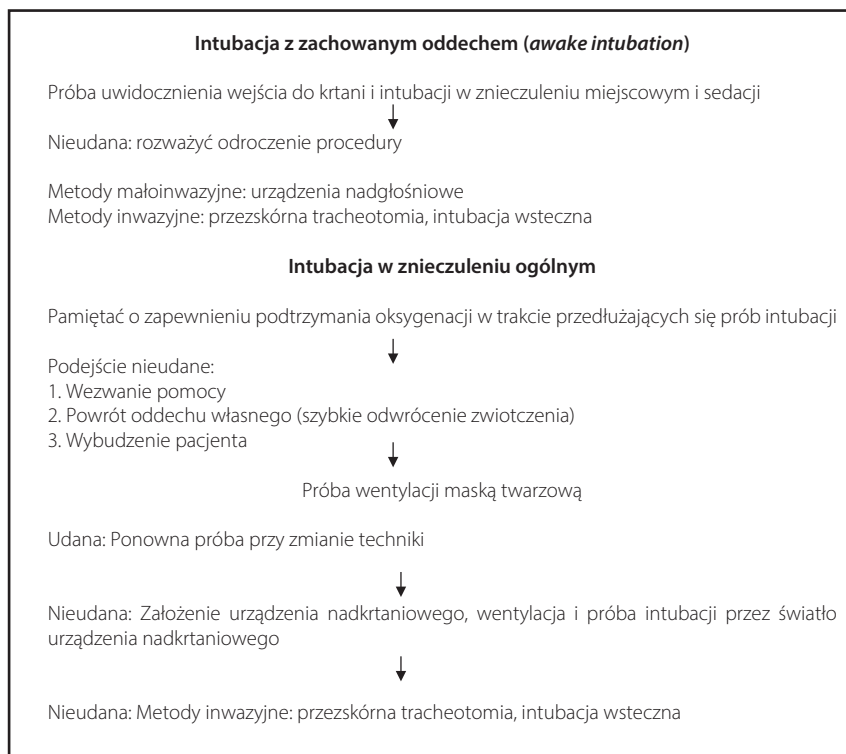 Intubacja z zachowanym oddechem (awake intubation)
Próba uwidocznienia wejścia do krtani i intubacji w znieczuleniu miejscowym i sedacji
Nieudana: rozważyć odroczenie procedury
Metody małoinwazyjne: urządzenia nadgłośniowe
Metody inwazyjne: przezskórna tracheotomia, intubacja wsteczna
Intubacja w znieczuleniu ogólnym
Pamiętać o zapewnieniu podtrzymania oksygenacji w trakcie przedłużających się prób intubacji
Podejście nieudane:
1. Wezwanie pomocy
2. Powrót oddechu własnego (szybkie odwrócenie zwiotczenia)
3. Wybudzenie pacjenta
Próba wentylacji maską twarzową
Udana: Ponowna próba przy zmianie techniki
Nieudana: Założenie urządzenia nadkrtaniowego, wentylacja i próba intubacji przez światło
urządzenia nadkrtaniowego
Nieudana: Metody inwazyjne: przezskórna tracheotomia, intubacja wsteczna